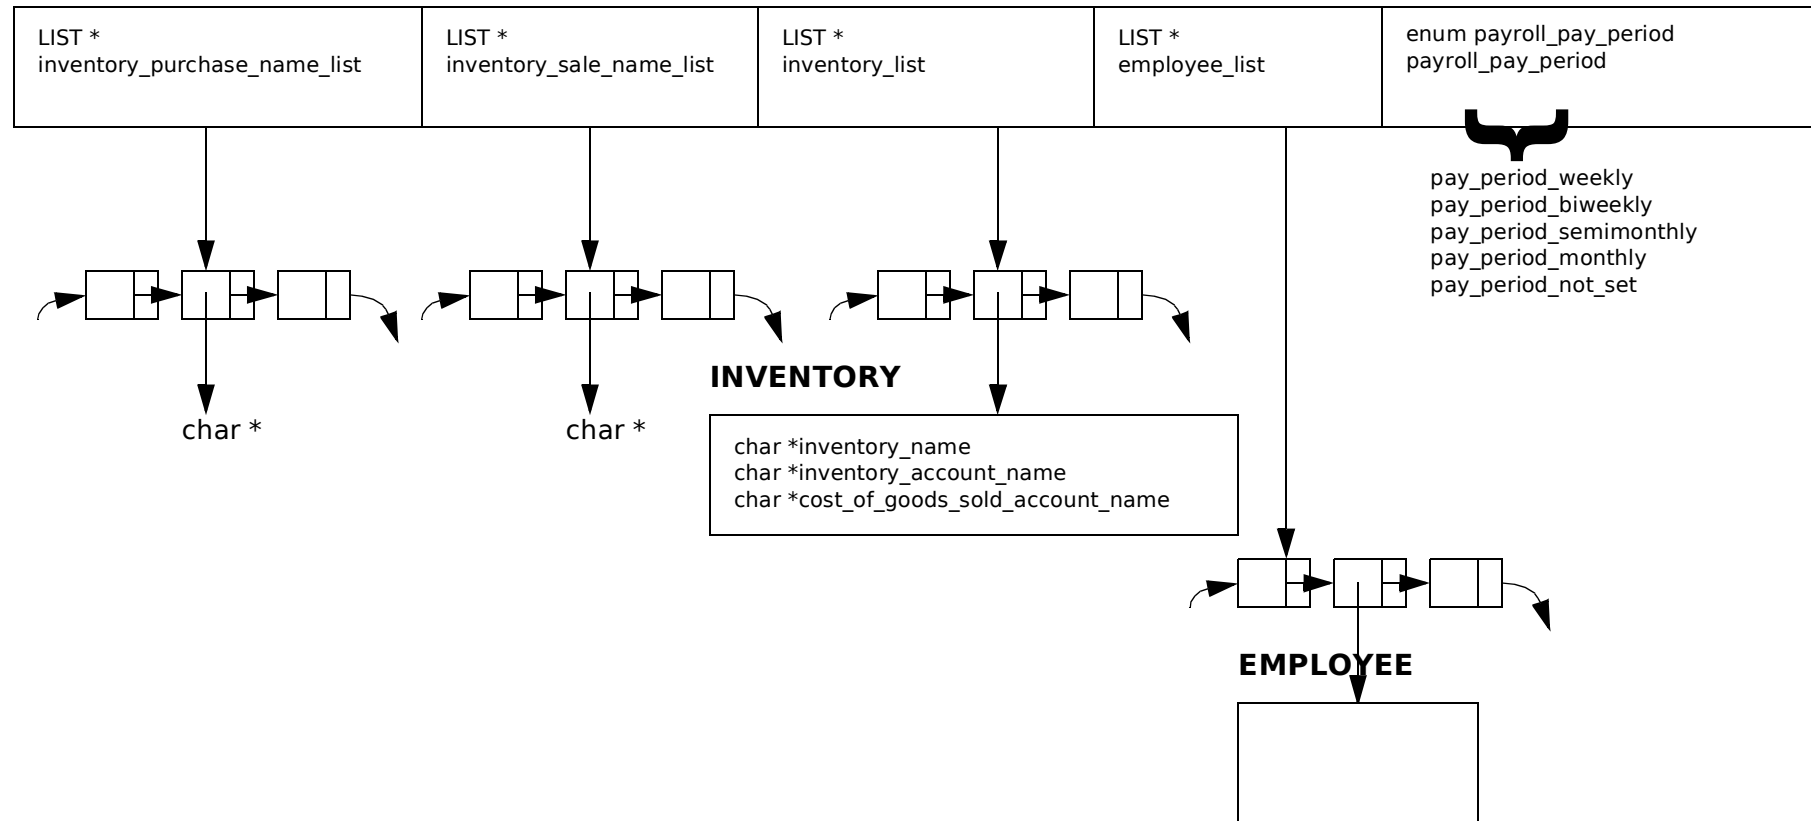 LIST *
inventory_purchase_name_list
LIST *
inventory_sale_name_list
LIST *
inventory_list
LIST *
employee_list
enum payroll_pay_period
payroll_pay_period
pay_period_weekly
pay_period_biweekly
pay_period_semimonthly
pay_period_monthly
pay_period_not_set
char *
char *
INVENTORY
char *inventory_name
char *inventory_account_name
char *cost_of_goods_sold_account_name
EMPLOYEE